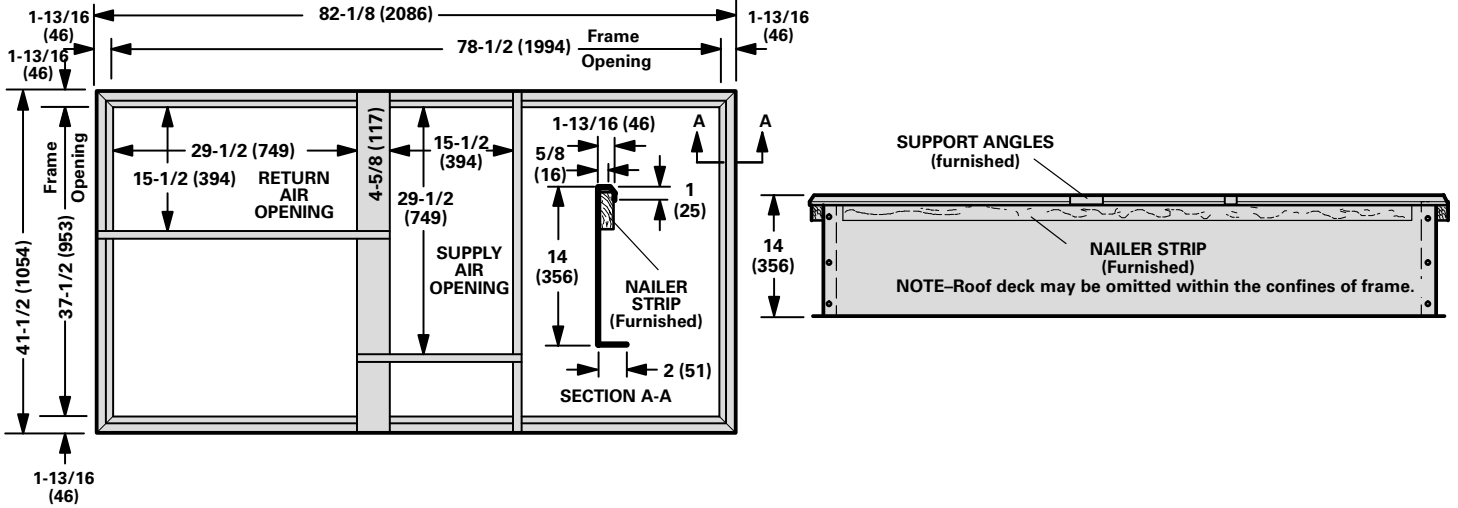 1-13/16
(46)
82-1/8 (2086)
1-13/16
(46)
1-13/16
(46)
78-1/2 (1994)
Frame
Opening
41-1/2 (1054)
37-1/2 (953)
Frame
Opening
29-1/2 (749)
15-1/2 (394)
RETURN
AIR
OPENING
4-5/8 (117)
15-1/2
(394)
29-1/2
(749)
SUPPLY
AIR
OPENING
1-13/16 (46)
5/8
(16)
1
(25)
14
(356)
NAILER
STRIP
(Furnished)
2 (51)
SECTION A-A
A
A
1-13/16
(46)
SUPPORT ANGLES
(furnished)
14
(356)
NAILER STRIP
(Furnished)
NOTE–Roof deck may be omitted within the confines of frame.